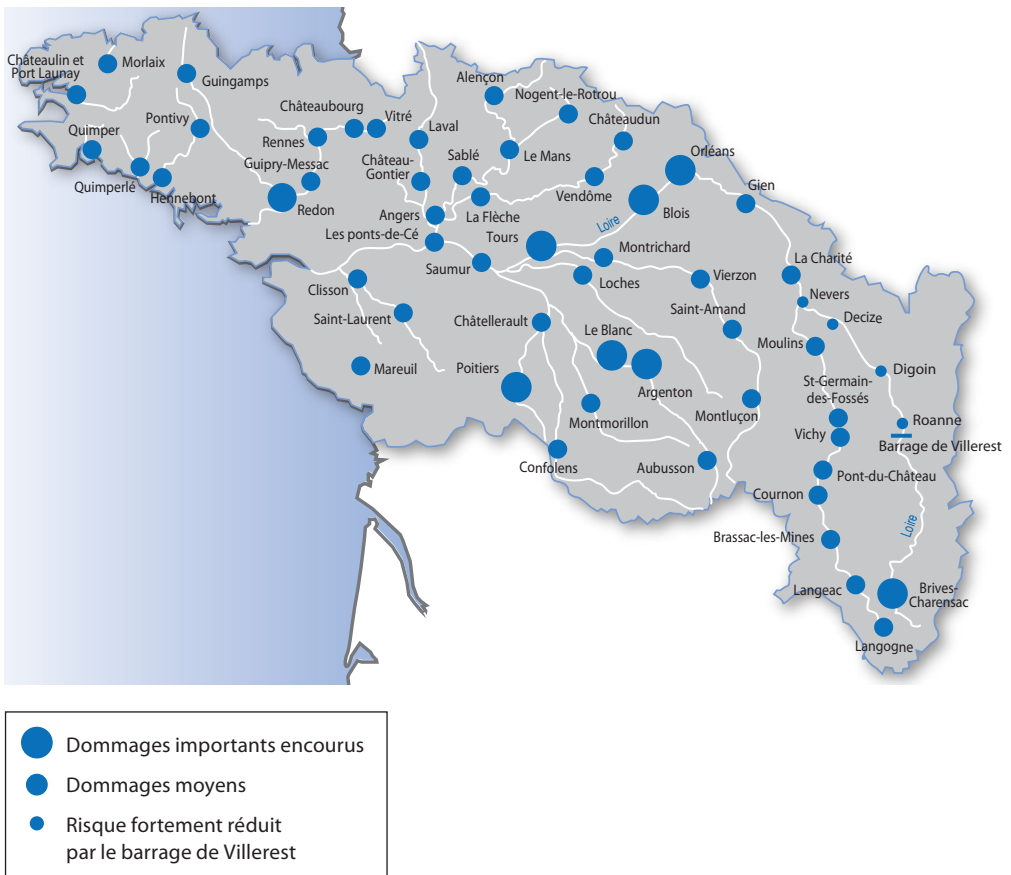 Châteaulin et
Port Launay
Morlaix
Guingamps
Quimper
Pontivy
Quimperlé
Hennebont
Châteaubourg
Vitré
Rennes
Guipry-Messac
Redon
Laval
Château-
Gontier
Alençon
Nogent-le-Rotrou
Châteaudun
Sablé
Le Mans
Orléans
Angers
La Flèche
Vendôme
Loire
Blois
Gien
Les ponts-de-Cé
Tours
Montrichard
Saumur
Loches
Vierzon
La Charité
Clisson
Saint-Laurent
Châtellerault
Le Blanc
Saint-Amand
Nevers
Decize
Moulins
Mareuil
Poitiers
Argenton
Montmorillon
Montluçon
St-Germain-
des-Fossés
Digoin
Vichy
Roanne
Barrage de Villerest
Confolens
Aubusson
Pont-du-Château
Cournon
Brassac-les-Mines
Loire
Langeac
Brives-
Charensac
Langogne
Dommages importants encourus
Dommages moyens
Risque fortement réduit
par le barrage de Villerest